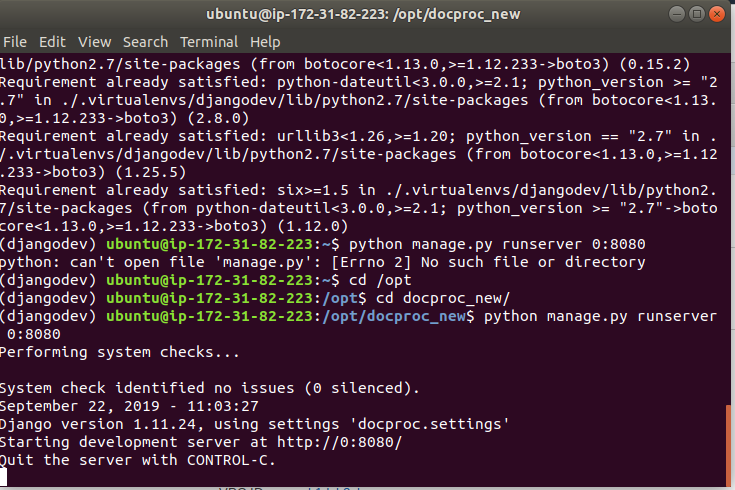 ubuntu@ip-172-31-82-223: /opt/docproc_new
File Edit View Search Terminal Help
lib/python2.7/site-packages (from botocore<1.13.0,>=1.12.233->boto3) (0.15.2)
Requirement already satisfied: python-dateutil<3.0.0,>=2.1; python_version >= "2
.7" in ./.virtualenvs/djangodev/lib/python2.7/site-packages (from botocore<1.13.
0,>=1.12.233->boto3) (2.8.0)
Requirement already satisfied: urllib3<1.26,>=1.20; python_version == "2.7" in .
/.virtualenvs/djangodev/lib/python2.7/site-packages (from botocore<1.13.0,>=1.12
.233->boto3) (1.25.5)
Requirement already satisfied: six>=1.5 in ./.virtualenvs/djangodev/lib/python2.
7/site-packages (from python-dateutil<3.0.0,>=2.1; python_version >= "2.7"->boto
core<1.13.0,>=1.12.233->boto3) (1.12.0)
(djangodev) ubuntu@ip-172-31-82-223:~$ python manage.py runserver 0:8080
python: can't open file 'manage.py': [Errno 2] No such file or directory
(djangodev) ubuntu@ip-172-31-82-223:~$ cd /opt
(djangodev) ubuntu@ip-172-31-82-223:/opt$ cd docproc_new/
(djangodev) ubuntu@ip-172-31-82-223:/opt/docproc_new$ python manage.py runserver
0:8080
Performing system checks...
System check identified no issues (0 silenced).
September 22, 2019 - 11:03:27
Django version 1.11.24, using settings 'docproc.settings'
Starting development server at http://0:8080/
Quit the server with CONTROL-C.